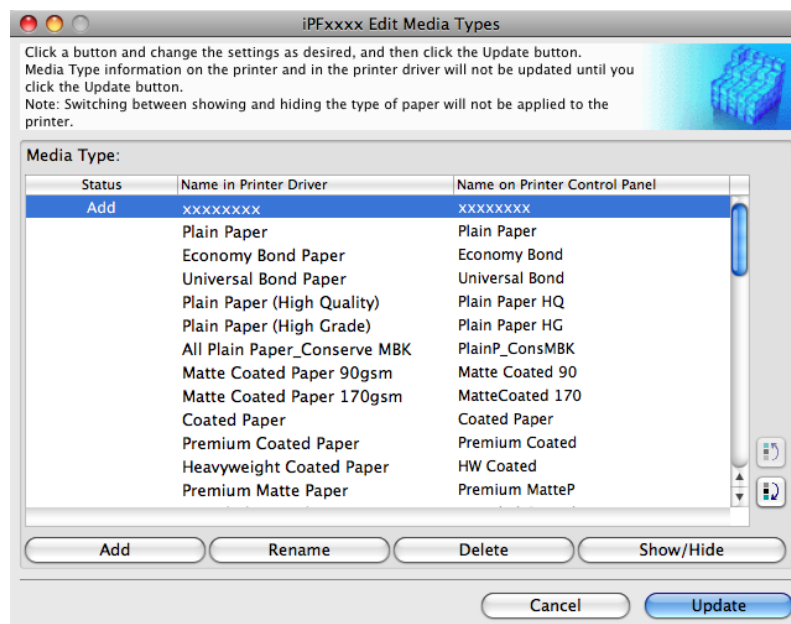 iPFxxxx Edit Media Types
Click a button and change the settings as desired, and then click the Update button.
Media Type information on the printer and in the printer driver will not be updated until you
click the Update button.
Note: Switching between showing and hiding the type of paper will not be applied to the
printer.
Media Type:
Status Name in Printer Driver Name on Printer Control Panel
Add xxxxxxxx xxxxxxxx
Plain Paper Plain Paper
Economy Bond Paper Economy Bond
Universal Bond Paper Universal Bond
Plain Paper (High Quality) Plain Paper HQ
Plain Paper (High Grade) Plain Paper HG
All Plain Paper_Conserve MBK PlainP_ConsMBK
Matte Coated Paper 90gsm Matte Coated 90
Matte Coated Paper 170gsm MatteCoated 170
Coated Paper Coated Paper
Premium Coated Paper Premium Coated
Heavyweight Coated Paper HW Coated
Premium Matte Paper Premium MatteP
Add Rename Delete Show/Hide
Cancel Update